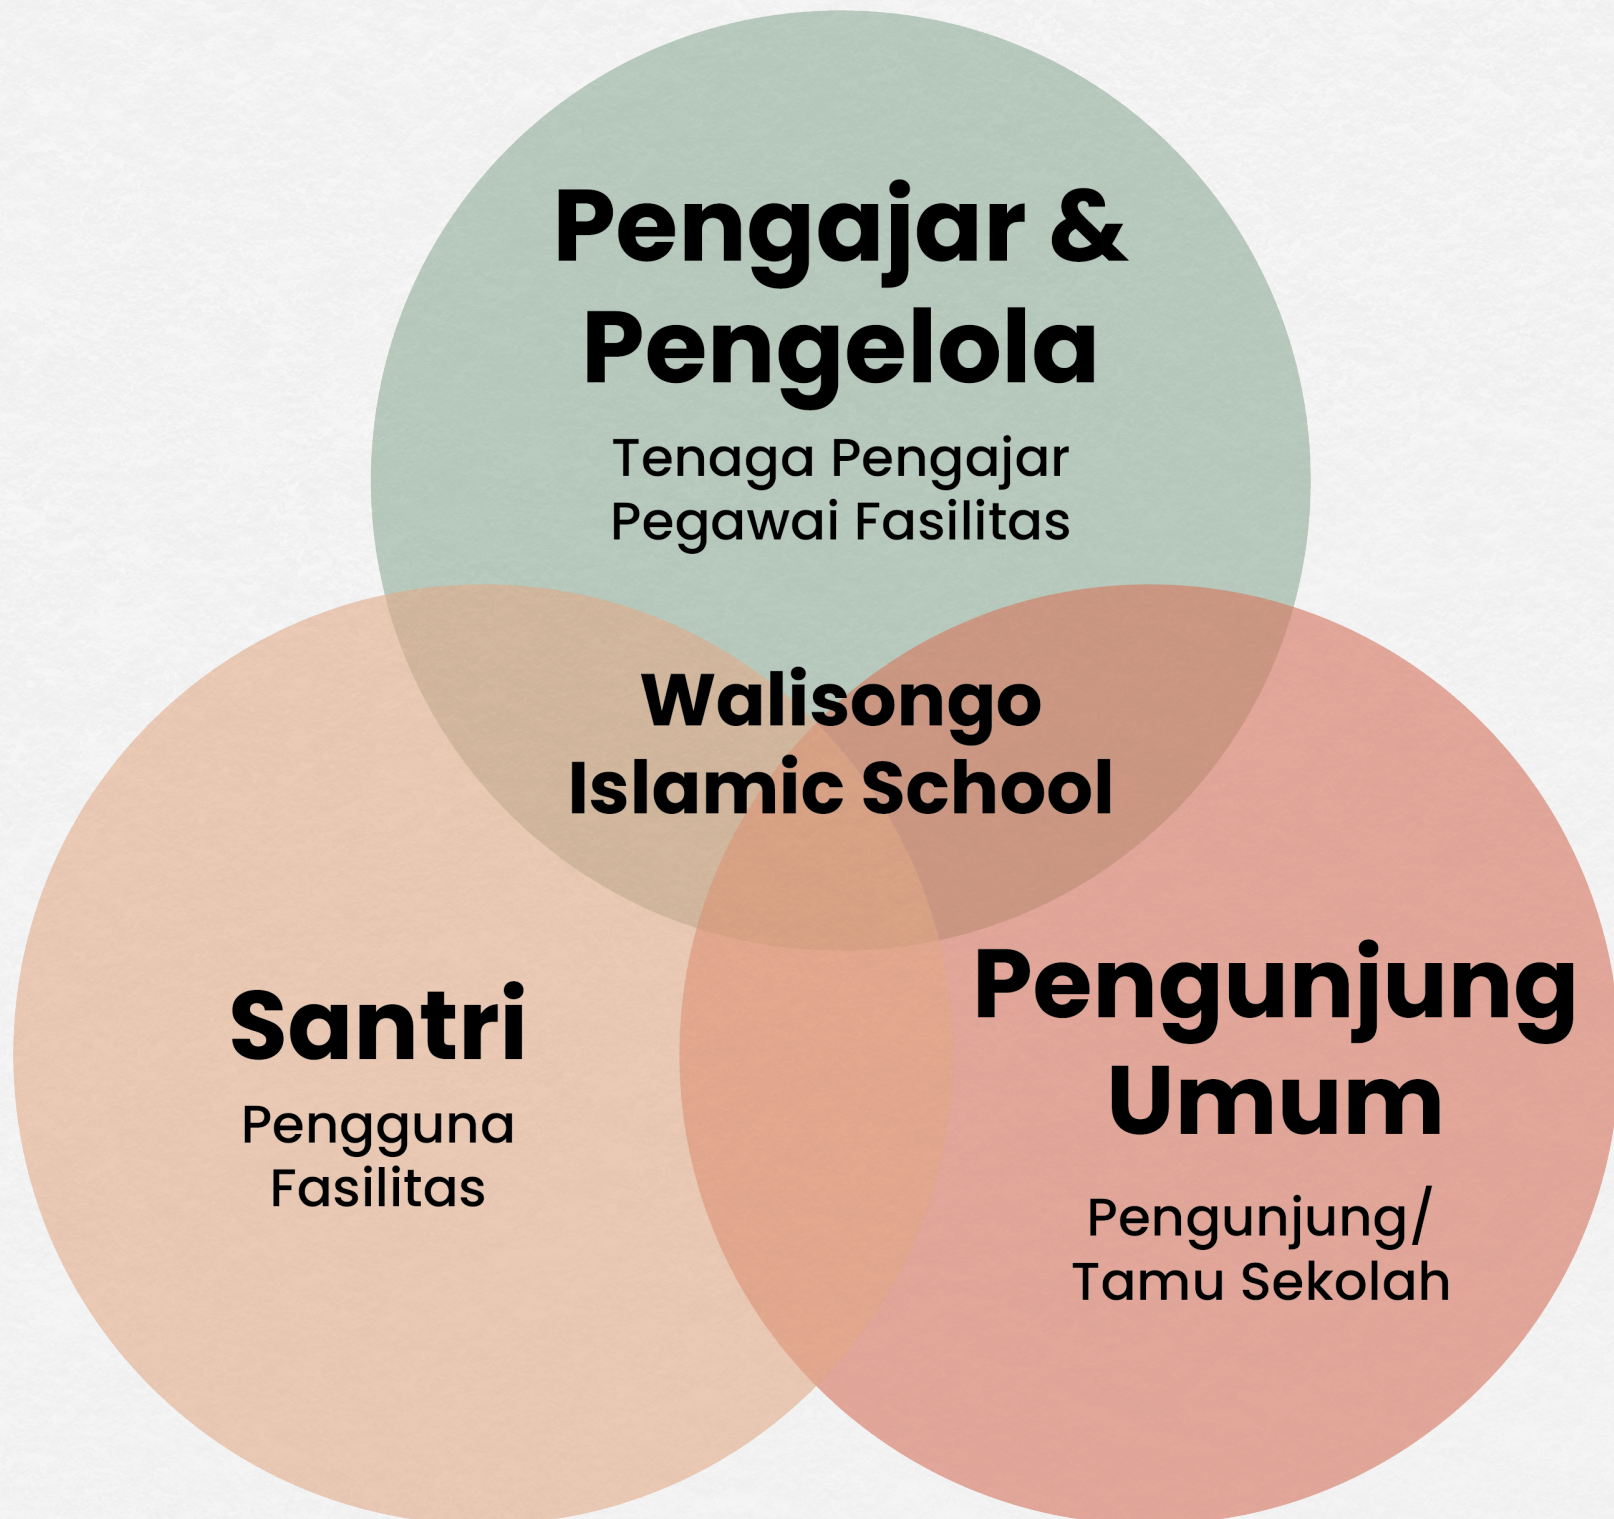 Pengajar &
Pengelola
Tenaga Pengajar
Pegawai Fasilitas
Walisongo
Islamic School
Santri
Pengguna
Fasilitas
Pengunjung
Umum
Pengunjung/
Tamu Sekolah